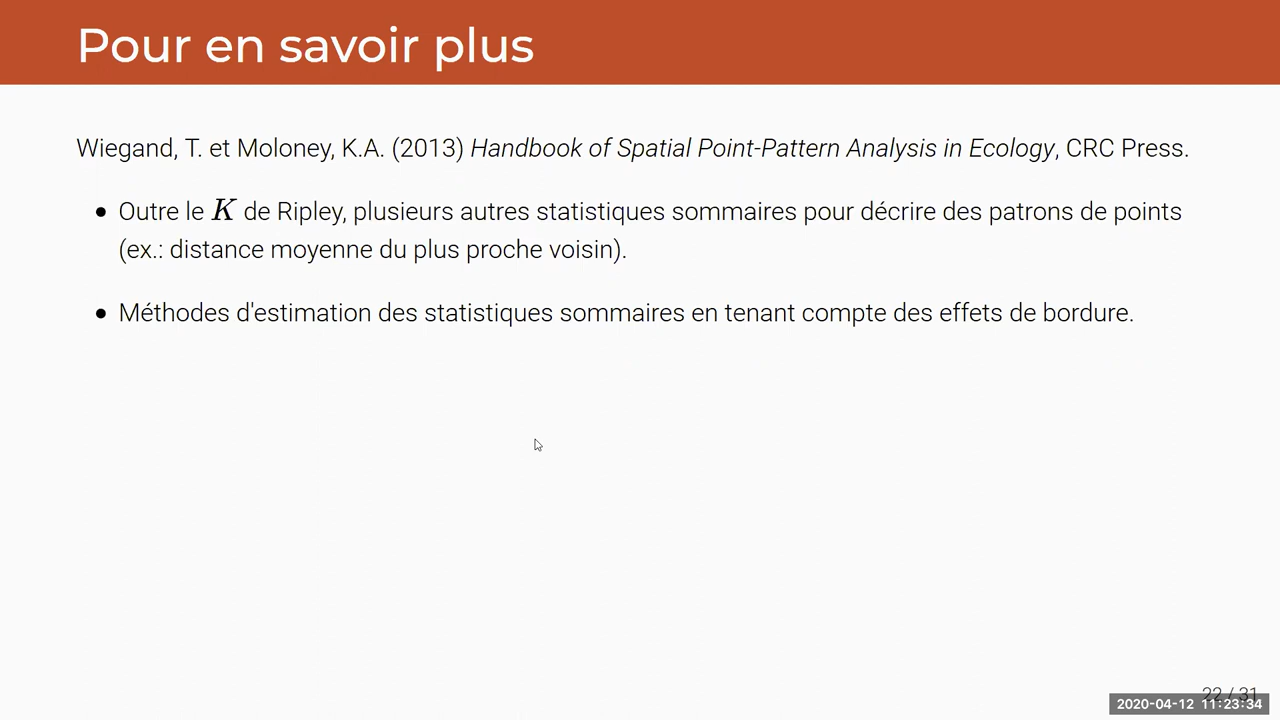 Pour en savoir plus
Wiegand, T. et Moloney, K.A. (2013) Handbook of Spatial Point-Pattern Analysis in Ecology, CRC Press.
• Outre le K de Ripley, plusieurs autres statistiques sommaires pour décrire des patrons de points
(ex.: distance moyenne du plus proche voisin).
• Méthodes d'estimation des statistiques sommaires en tenant compte des effets de bordure.
22 / 31
2020-04-12 11:23:34